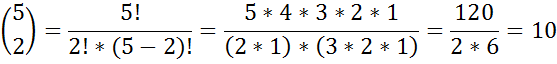 (5 2) = 5! / 2! * (5 − 2)! = 5 * 4 * 3 * 2 * 1 / (2 * 1) * (3 * 2 * 1) = 120 / 2 * 6 = 10